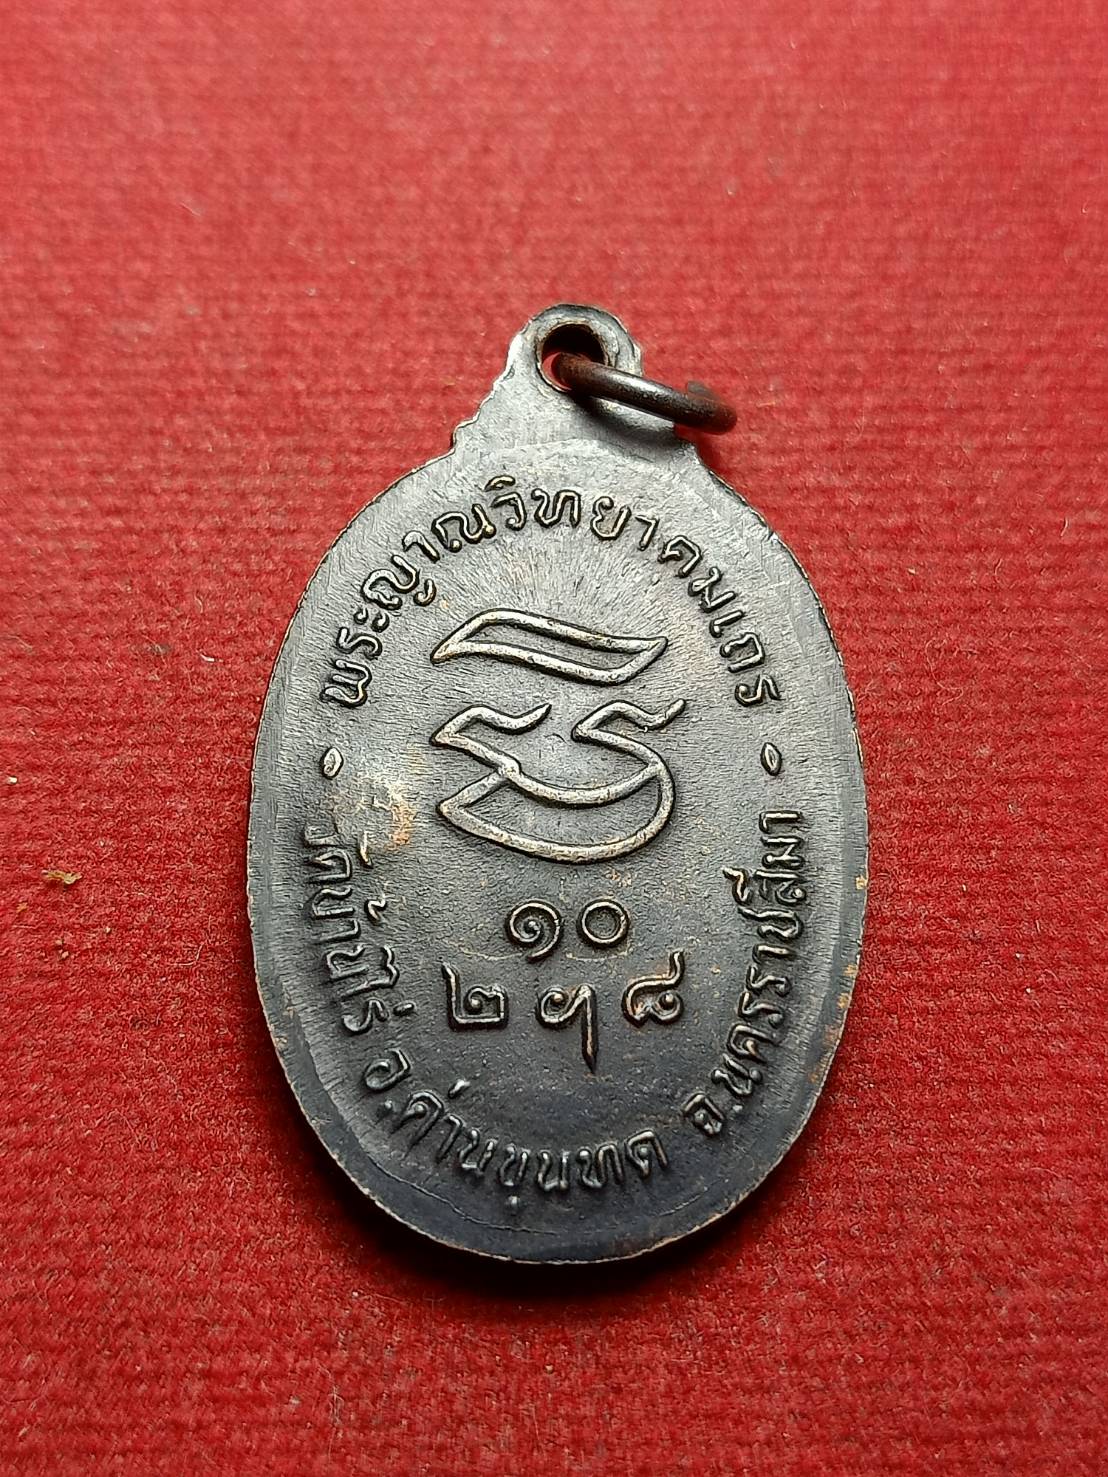 พระญาณวิทยาคมเถร
๑๐
๒ ๓ ๘
วัดบ้านไร่ อ.ด่านขุนทด จ.นครราชสีมา